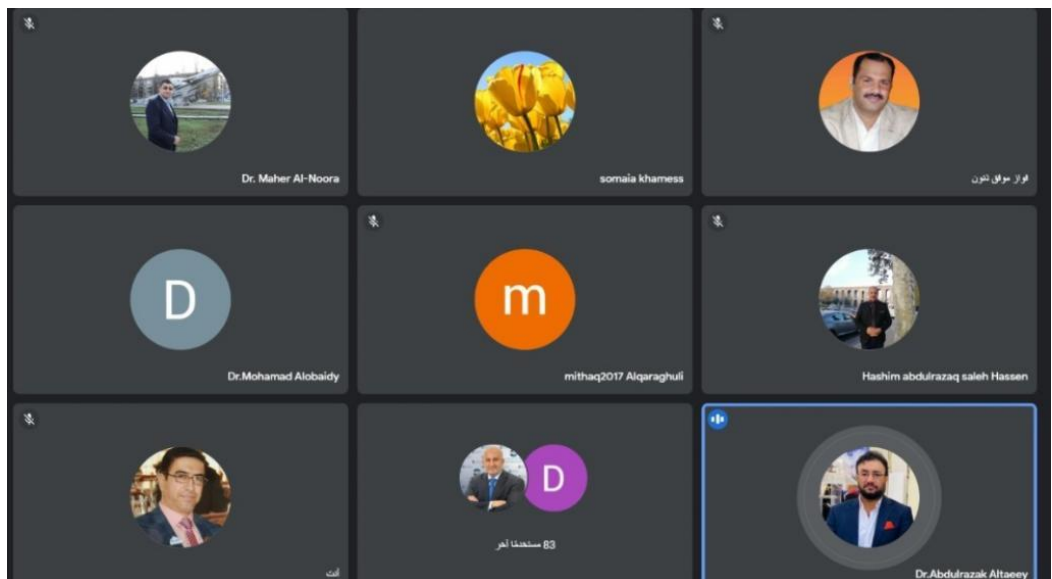 Dr. Maher Al-Noora
somaia khamess
فواز موفق ذنون
D
Dr.Mohamad Alobaidy
m
mithaq2017 Alqaraghuli
Hashim abdulrazaq saleh Hassen
أنت
D
83 مستخدمًا آخر
Dr.Abdulrazak Altaeey